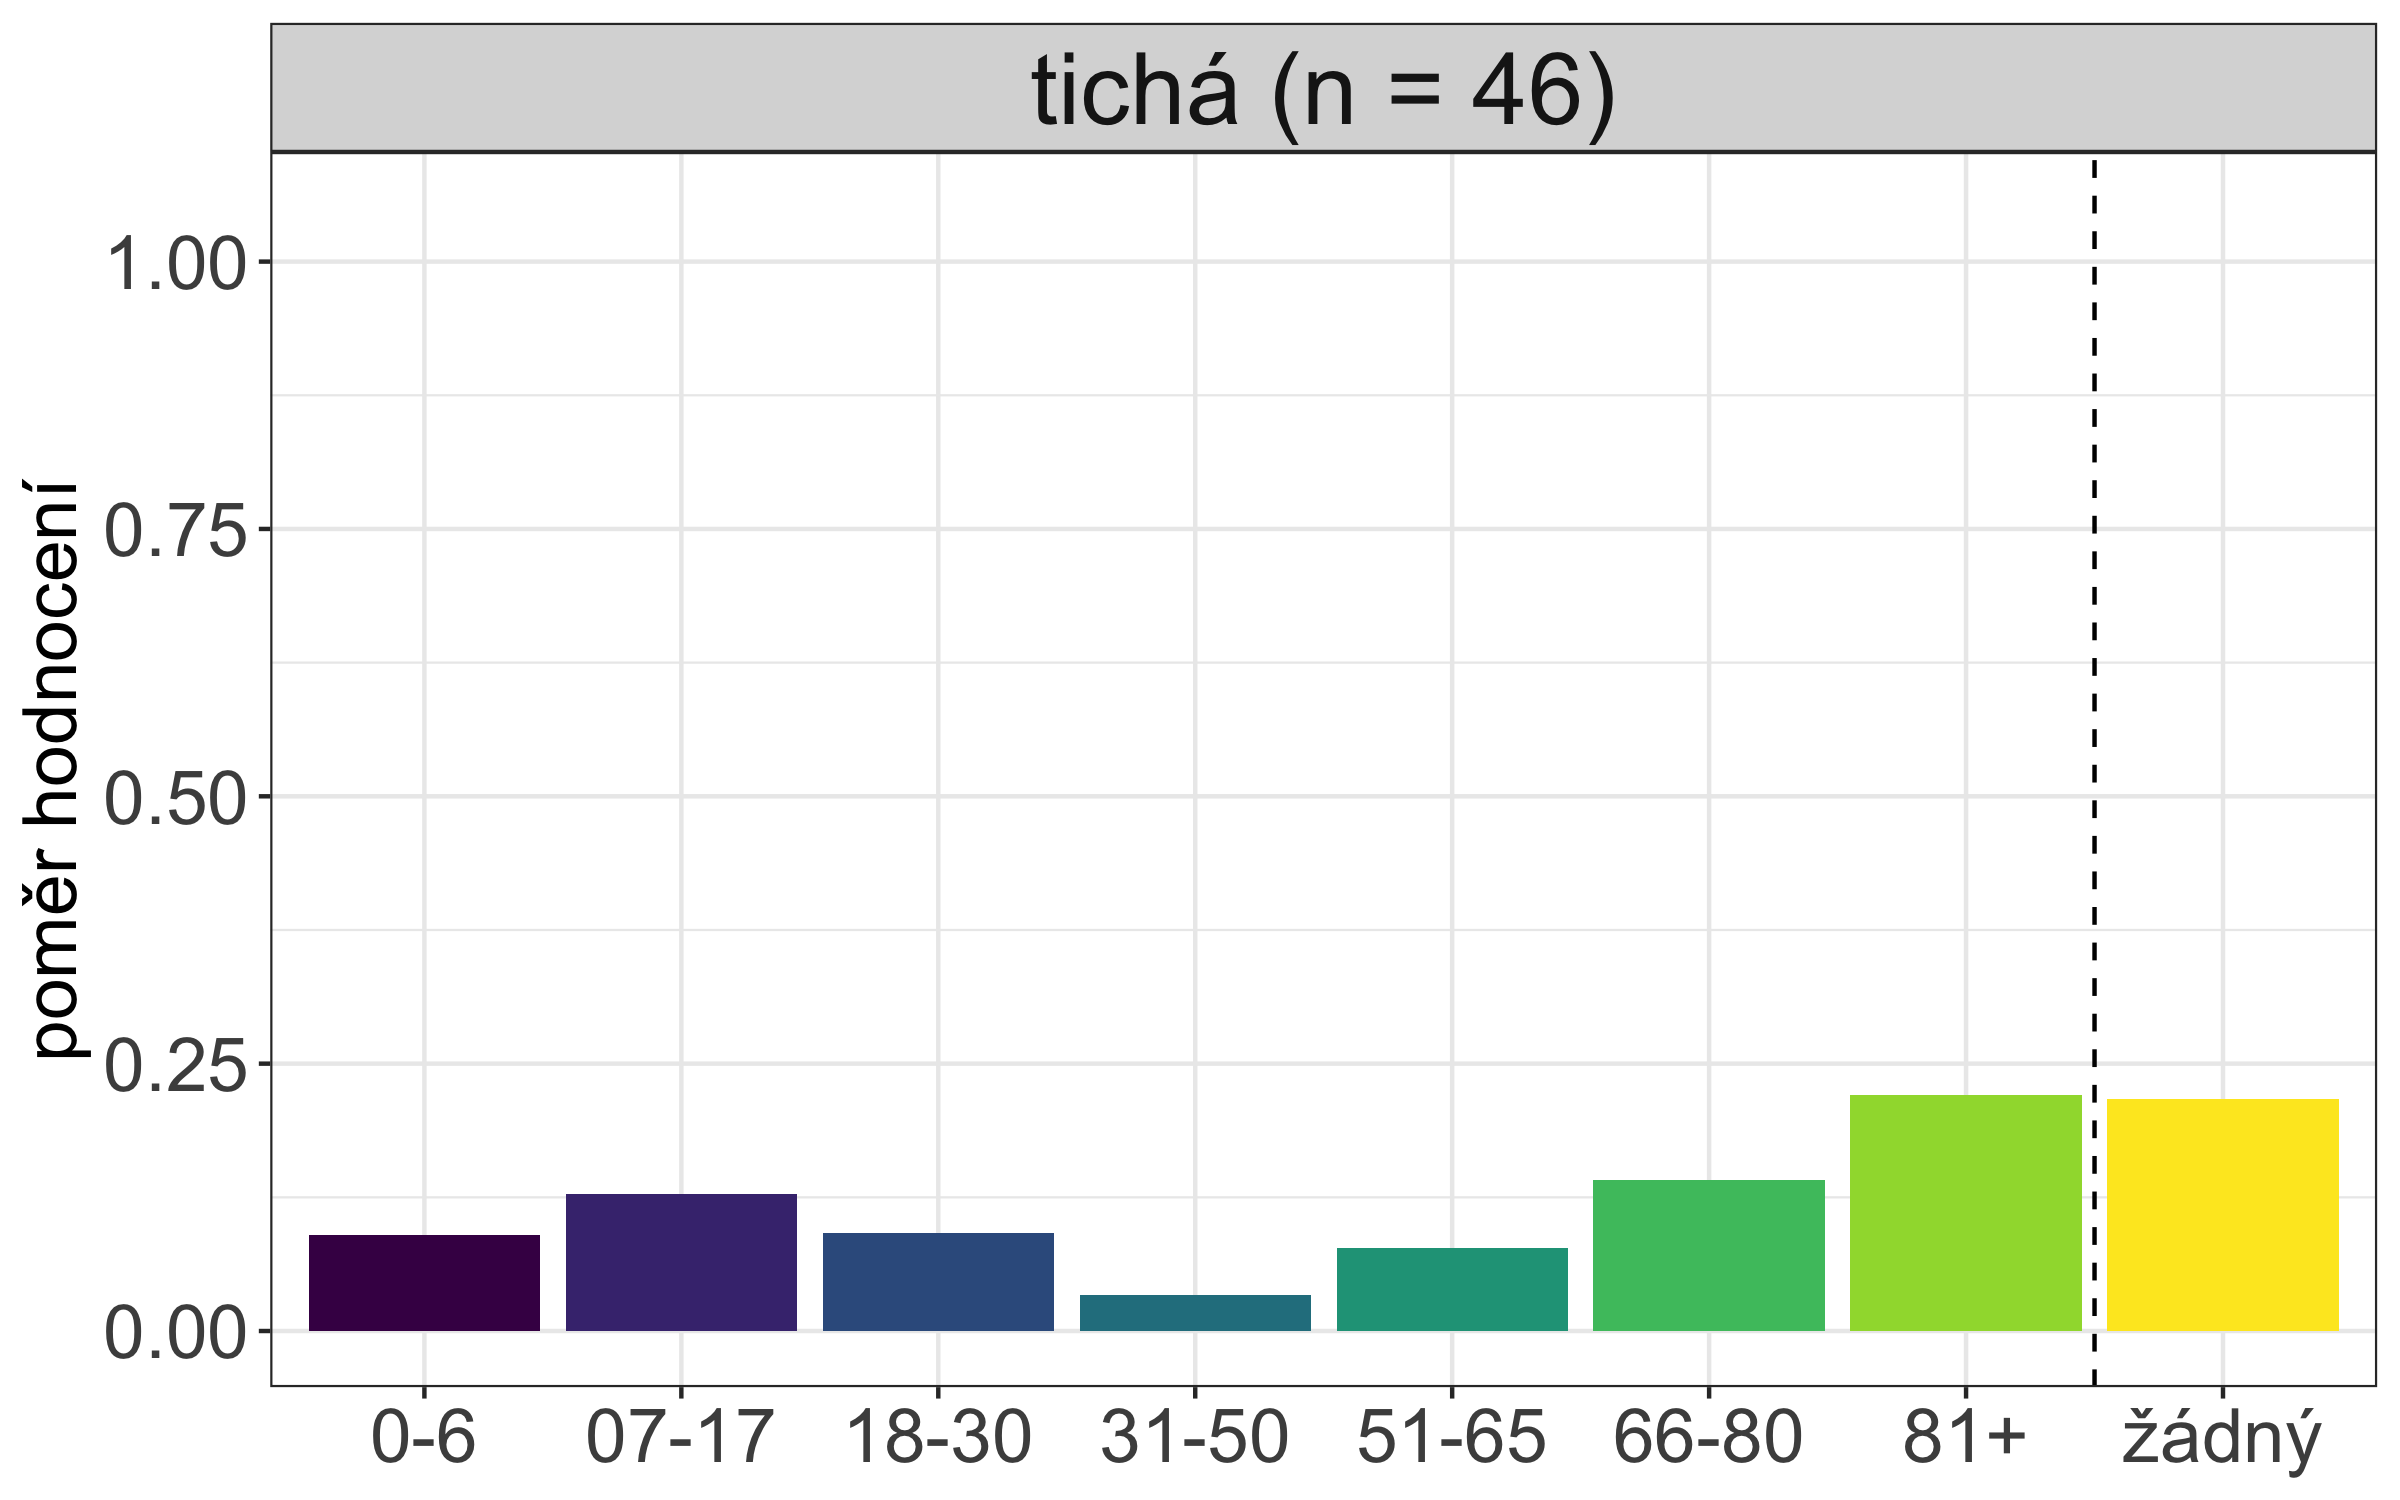 tichá (n = 46)
poměr hodnocení
1.00
0.75
0.50
0.25
0.00
0-6 07-17 18-30 31-50 51-65 66-80 81+ žádný